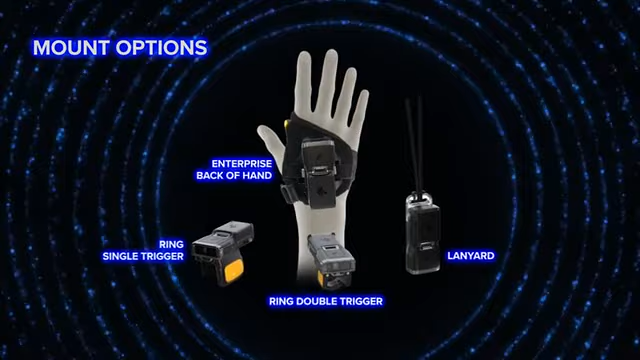 MOUNT OPTIONS
ENTERPRISE
BACK OF HAND
RING
SINGLE TRIGGER
LANYARD
RING DOUBLE TRIGGER